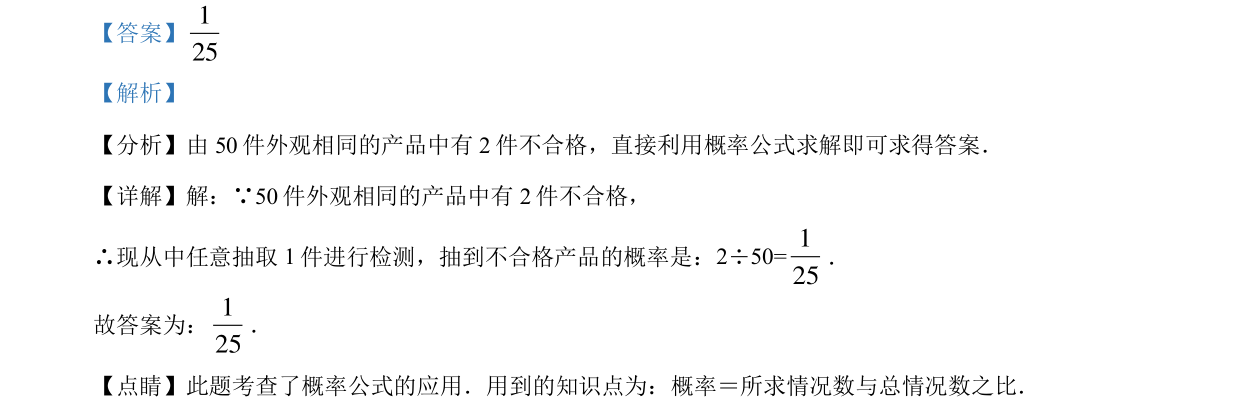 【答案】1/25
【解析】
【分析】由 50 件外观相同的产品中有 2 件不合格，直接利用概率公式求解即可求得答案．
【详解】解：∵50 件外观相同的产品中有 2 件不合格，
∴现从中任意抽取 1 件进行检测，抽到不合格产品的概率是：2÷50=1/25．
故答案为：1/25．
【点睛】此题考查了概率公式的应用．用到的知识点为：概率＝所求情况数与总情况数之比．